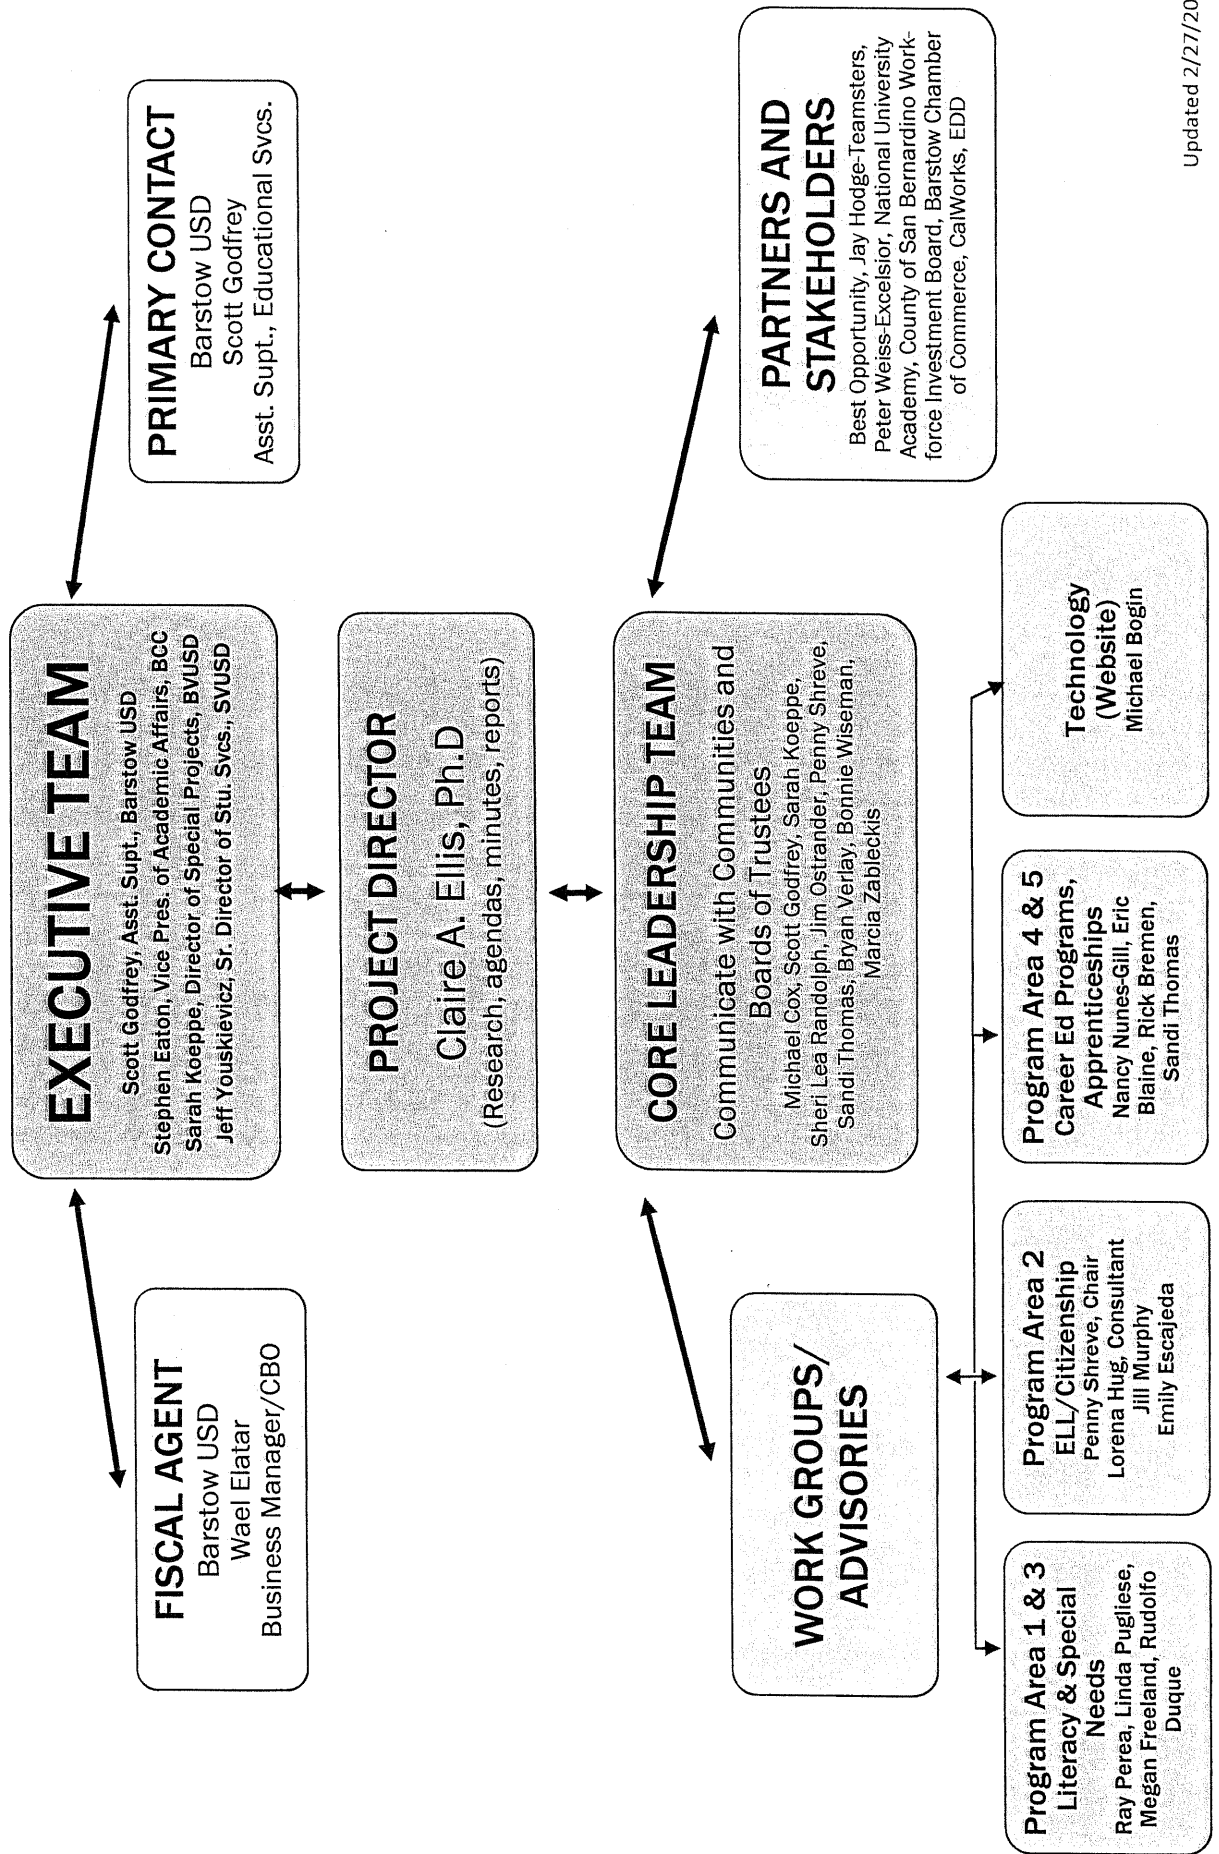 EXECUTIVE TEAM
Scott Godfrey, Asst. Supt., Barstow USD
Stephen Eaton, Vice Pres. of Academic Affairs, BCC
Sarah Koeppe, Director of Special Projects, BVUSD
Jeff Youskievicz, Sr. Director of Stu. Svcs., SVUSD
FISCAL AGENT
Barstow USD
Wael Elatar
Business Manager/CBO
PRIMARY CONTACT
Barstow USD
Scott Godfrey
Asst. Supt., Educational Svcs.
PROJECT DIRECTOR
Claire A. Ellis, Ph.D
(Research, agendas, minutes, reports)
CORE LEADERSHIP TEAM
Communicate with Communities and
Boards of Trustees
Michael Cox, Scott Godfrey, Sarah Koeppe,
Sheri Lea Randolph, Jim Ostrander, Penny Shreve,
Sandi Thomas, Bryan Verlay, Bonnie Wiseman,
Marcia Zableckis
WORK GROUPS/
ADVISORIES
PARTNERS AND
STAKEHOLDERS
Best Opportunity, Jay Hodge-Teamsters,
Peter Weiss-Excelsior, National University
Academy, County of San Bernardino Work-
force Investment Board, Barstow Chamber
of Commerce, CalWorks, EDD
Program Area 1 & 3
Literacy & Special
Needs
Ray Perea, Linda Pugliese,
Megan Freeland, Rudolfo
Duque
Program Area 2
ELL/Citizenship
Penny Shreve, Chair
Lorena Hug, Consultant
Jill Murphy
Emily Escajeda
Program Area 4 & 5
Career Ed Programs,
Apprenticeships
Nancy Nunes-Gill, Eric
Blaine, Rick Bremen,
Sandi Thomas
Technology
(Website)
Michael Bogin
Updated 2/27/20